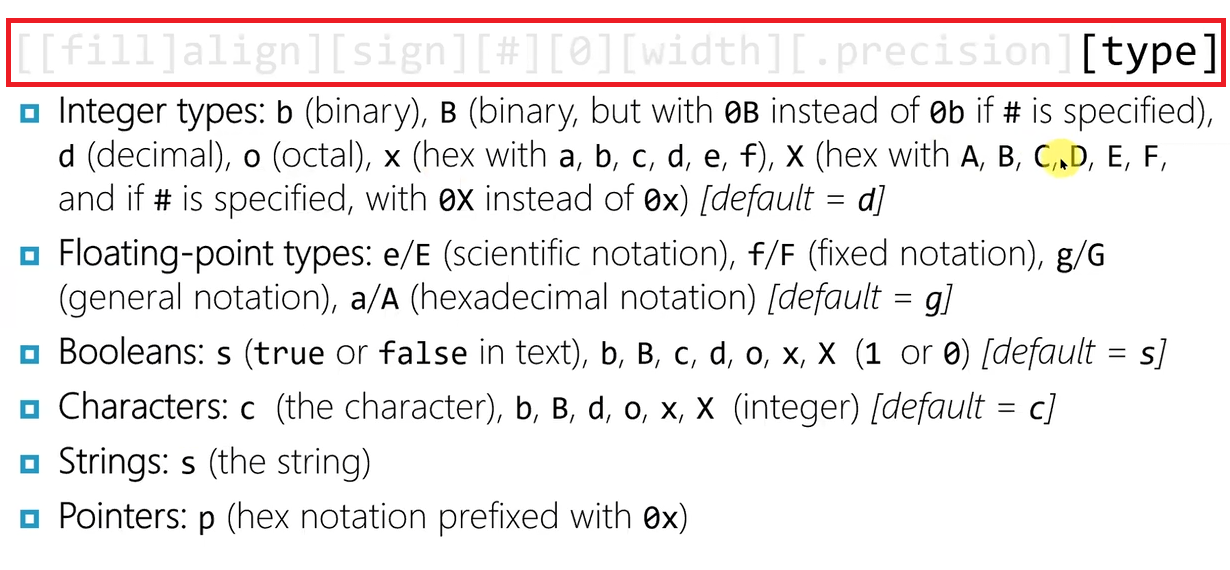 [[fill]align][sign][#][0][width][.precision][type]
Integer types: b (binary), B (binary, but with 0B instead of 0b if # is specified),
d (decimal), o (octal), x (hex with a, b, c, d, e, f), X (hex with A, B, C, D, E, F,
and if # is specified, with 0X instead of 0x) [default = d]
Floating-point types: e/E (scientific notation), f/F (fixed notation), g/G
(general notation), a/A (hexadecimal notation) [default = g]
Booleans: s (true or false in text), b, B, c, d, o, x, X (1 or 0) [default = s]
Characters: c (the character), b, B, d, o, x, X (integer) [default = c]
Strings: s (the string)
Pointers: p (hex notation prefixed with 0x)